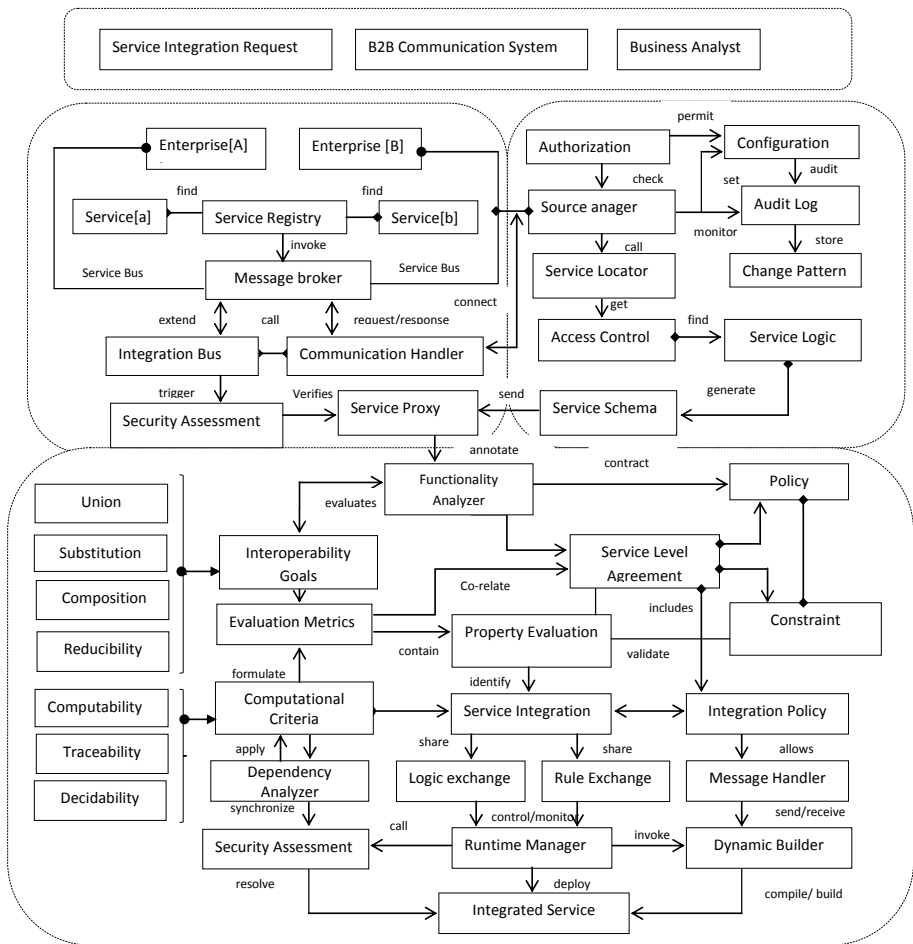 Service Integration Request
B2B Communication System
Business Analyst
Enterprise[A]
Enterprise [B]
find
find
Service[a]
Service Registry
Service[b]
invoke
Service Bus
Message broker
Service Bus
extend
call
request/response
connect
Integration Bus
Communication Handler
trigger
Verifies
Security Assessment
Service Proxy
permit
Authorization
Configuration
check
audit
set
Source anager
Audit Log
monitor
call
store
Service Locator
Change Pattern
get
find
Access Control
Service Logic
generate
send
Service Schema
annotate
contract
Functionality
Analyzer
Policy
evaluates
Union
Substitution
Composition
Reducibility
Interoperability
Goals
Service Level
Agreement
Co-relate
includes
Evaluation Metrics
Property Evaluation
Constraint
contain
validate
formulate
identify
Computability
Traceability
Decidability
Computational
Criteria
Service Integration
Integration Policy
apply
share
share
allows
Dependency
Analyzer
Logic exchange
Rule Exchange
Message Handler
synchronize
call
control/monitor
invoke
send/receive
Security Assessment
Runtime Manager
Dynamic Builder
resolve
deploy
compile/ build
Integrated Service